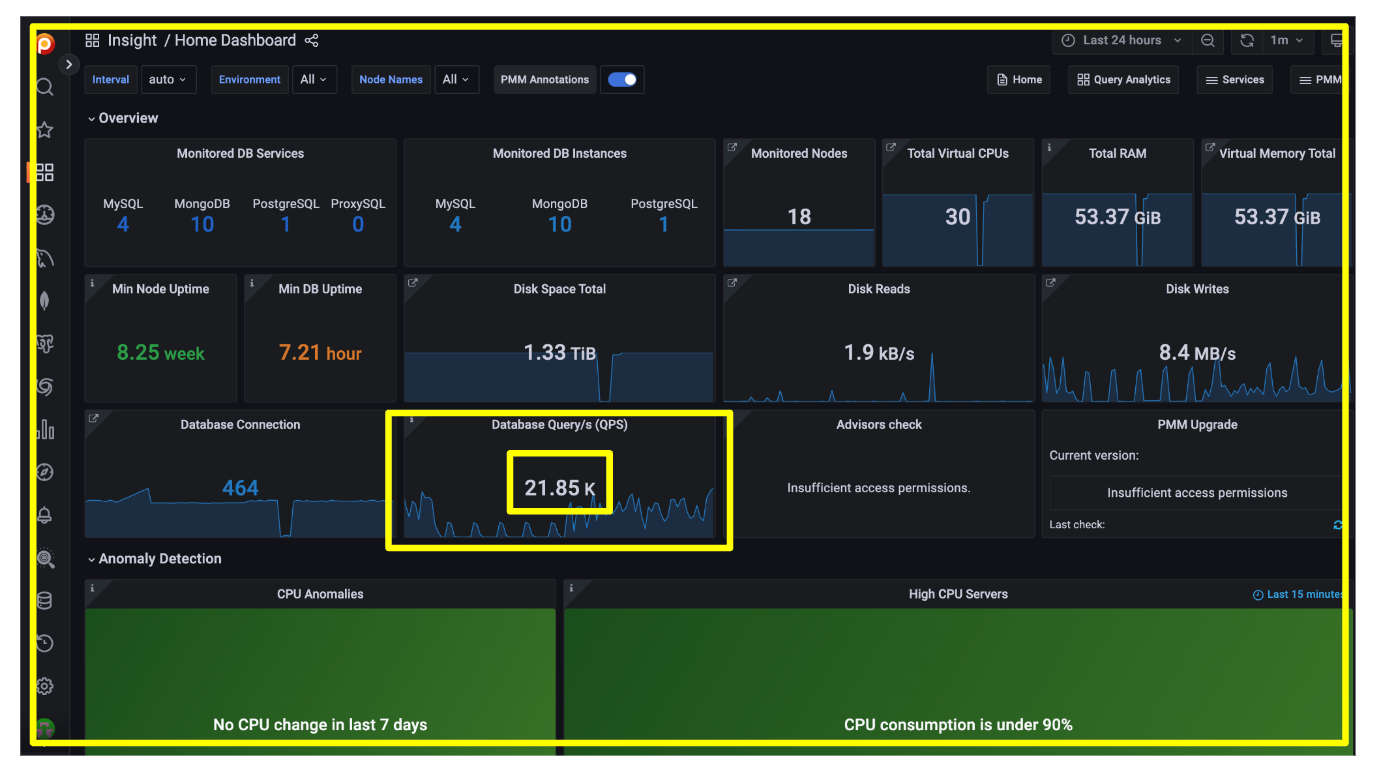 Insight / Home Dashboard
Last 24 hours
1m
Interval auto Environment All Node Names All PMM Annotations
Home Query Analytics Services PMM
Overview
Monitored DB Services
MySQL MongoDB PostgreSQL ProxySQL
4 10 1 0
Monitored DB Instances
MySQL MongoDB PostgreSQL
4 10 1
Monitored Nodes
18
Total Virtual CPUs
30
Total RAM
53.37 GiB
Virtual Memory Total
53.37 GiB
Min Node Uptime
8.25 week
Min DB Uptime
7.21 hour
Disk Space Total
1.33 TiB
Disk Reads
1.9 kB/s
Disk Writes
8.4 MB/s
Database Connection
464
Database Query/s (QPS)
21.85 K
Advisors check
Insufficient access permissions.
PMM Upgrade
Current version:
Insufficient access permissions
Last check:
Anomaly Detection
CPU Anomalies
No CPU change in last 7 days
High CPU Servers
Last 15 minutes
CPU consumption is under 90%